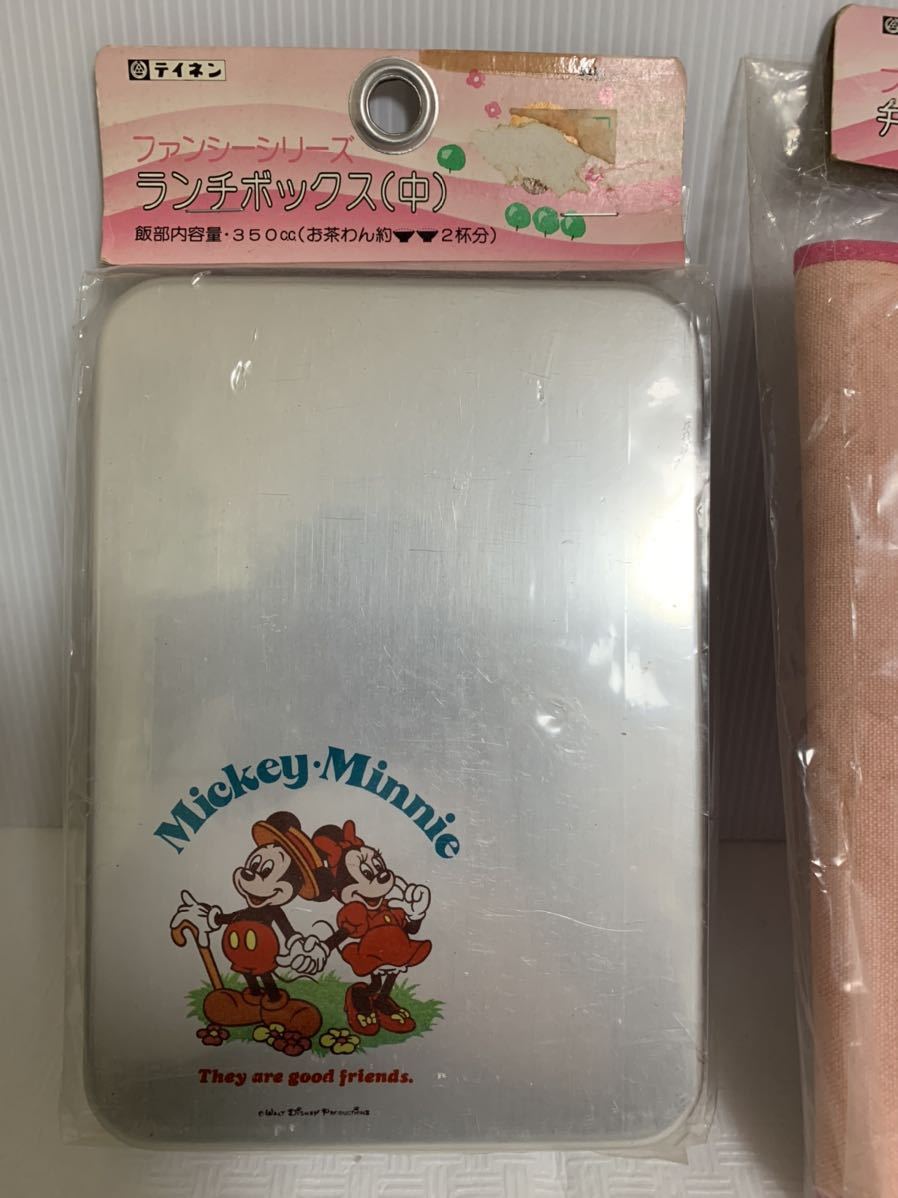 テイネン
ファンシーシリーズ
ランチボックス(中)
飯部内容量・350cc(お茶わん約2杯分)
Mickey・Minnie
They are good friends.
© WALT DISNEY PRODUCTIONS